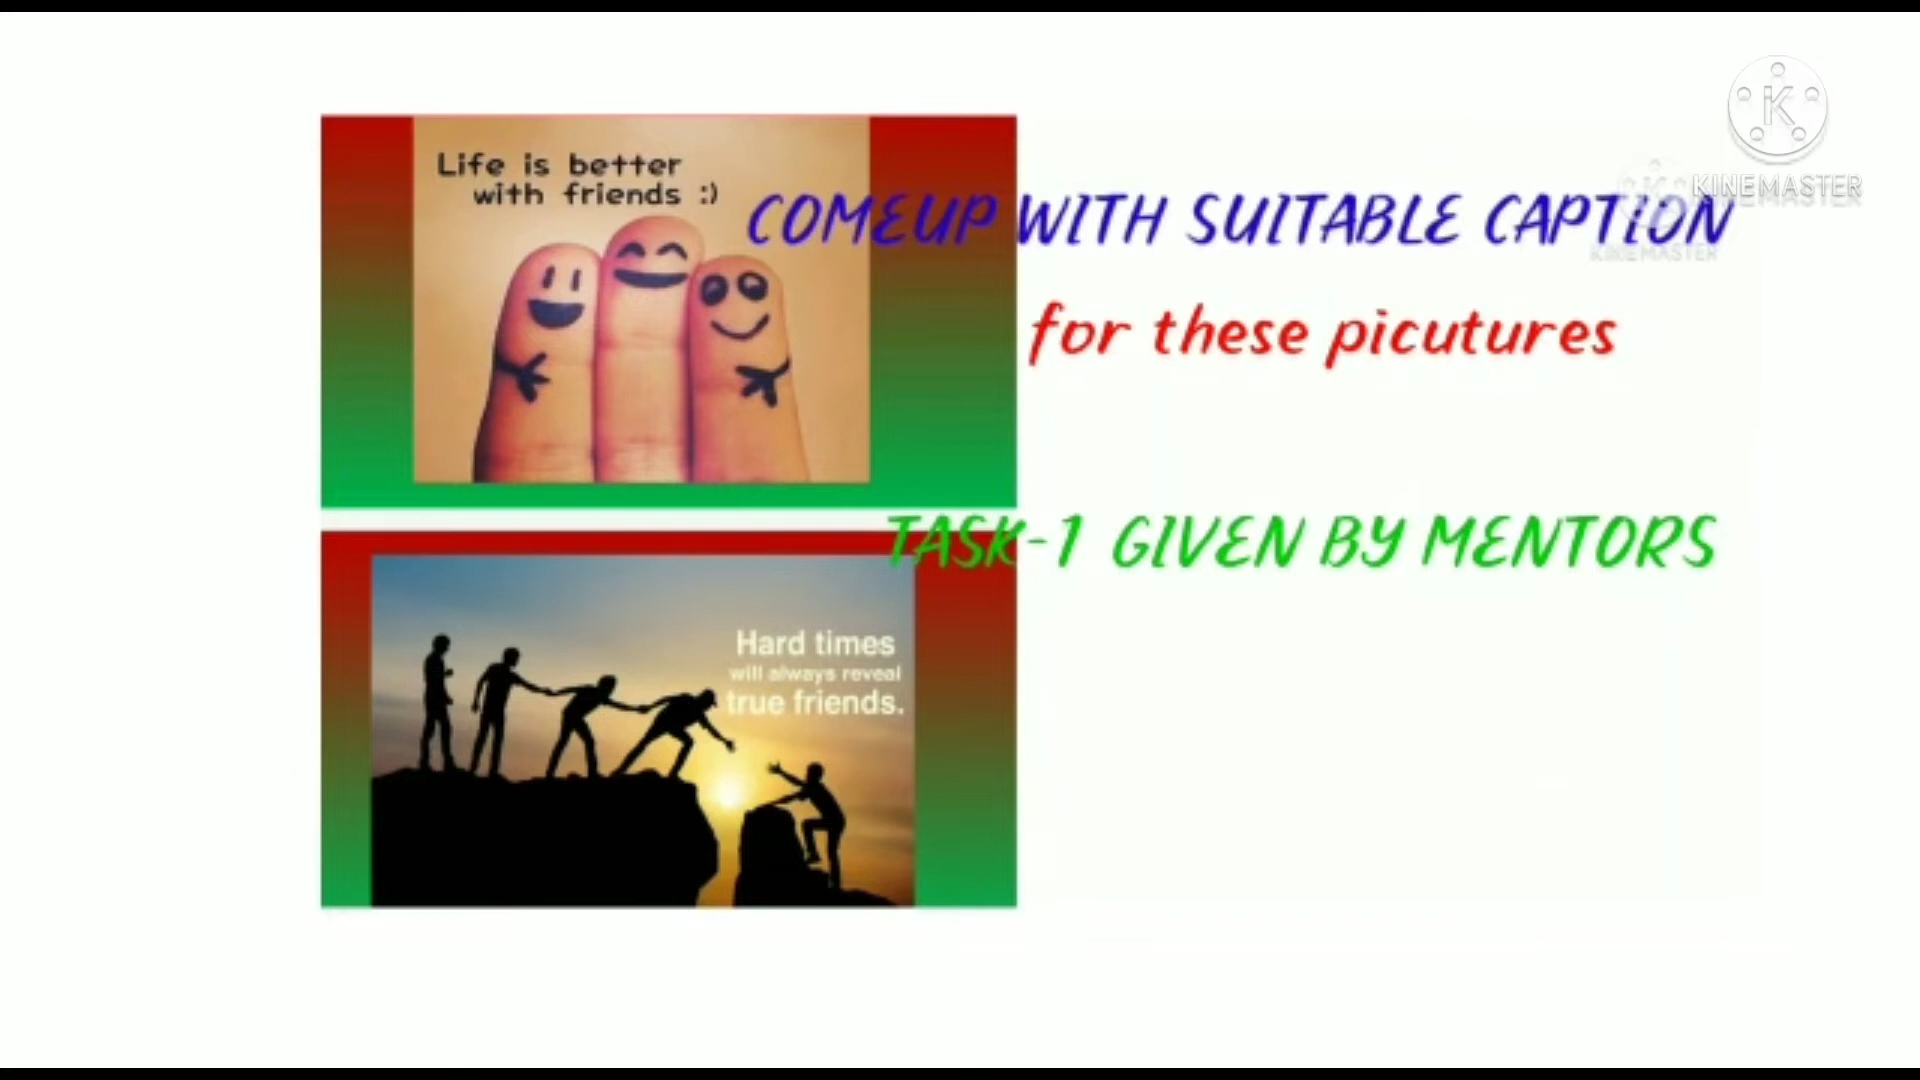 Life is better
with friends :)
COMEUP WITH SUITABLE CAPTION
for these picutures
TASK-1 GIVEN BY MENTORS
Hard times
will always reveal
true friends.
K
KINEMASTER
KINEMASTER